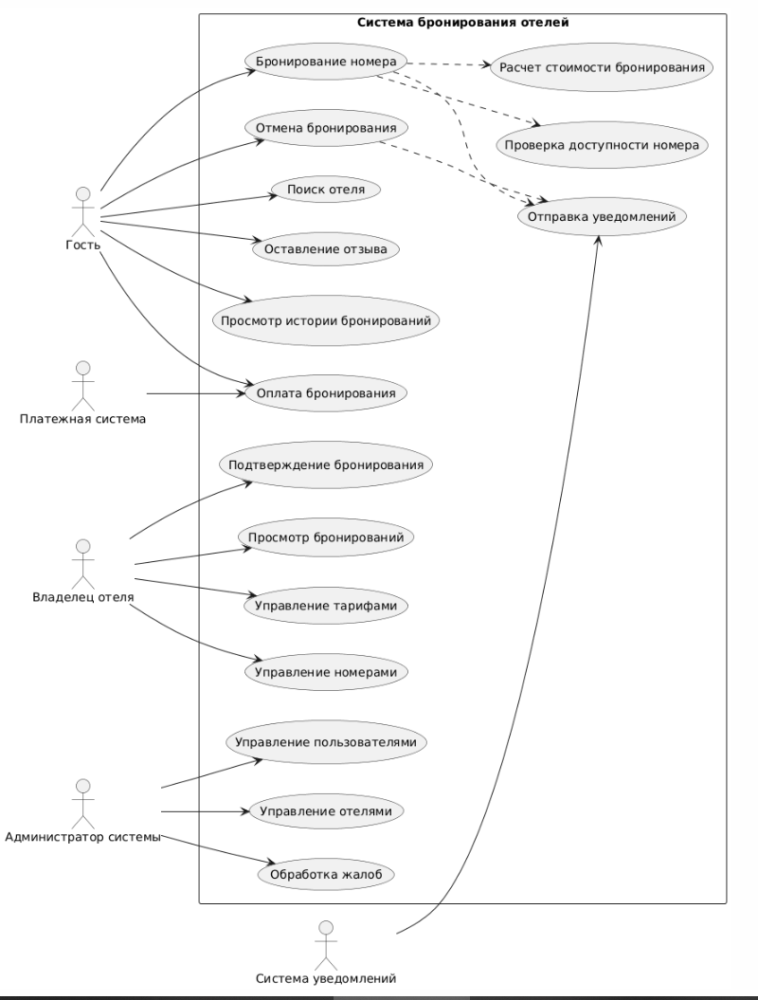 Система бронирования отелей
Бронирование номера
Расчет стоимости бронирования
Отмена бронирования
Проверка доступности номера
Поиск отеля
Отправка уведомлений
Гость
Оставление отзыва
Просмотр истории бронирований
Оплата бронирования
Платежная система
Подтверждение бронирования
Просмотр бронирований
Владелец отеля
Управление тарифами
Управление номерами
Управление пользователями
Управление отелями
Администратор системы
Обработка жалоб
Система уведомлений